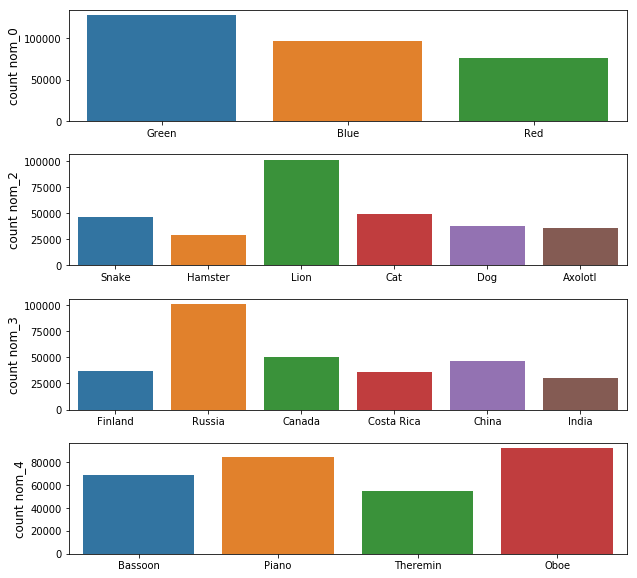 count nom_0
100000
50000
0
Green Blue Red
count nom_2
100000
75000
50000
25000
0
Snake Hamster Lion Cat Dog Axolotl
count nom_3
100000
75000
50000
25000
0
Finland Russia Canada Costa Rica China India
count nom_4
80000
60000
40000
20000
0
Bassoon Piano Theremin Oboe